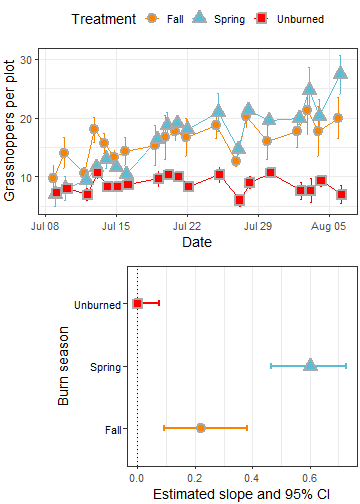 Treatment Fall Spring Unburned
Grasshoppers per plot
30
20
10
Jul 08 Jul 15 Jul 22 Jul 29 Aug 05
Date
Burn season
Unburned
Spring
Fall
0.0 0.2 0.4 0.6
Estimated slope and 95% CI